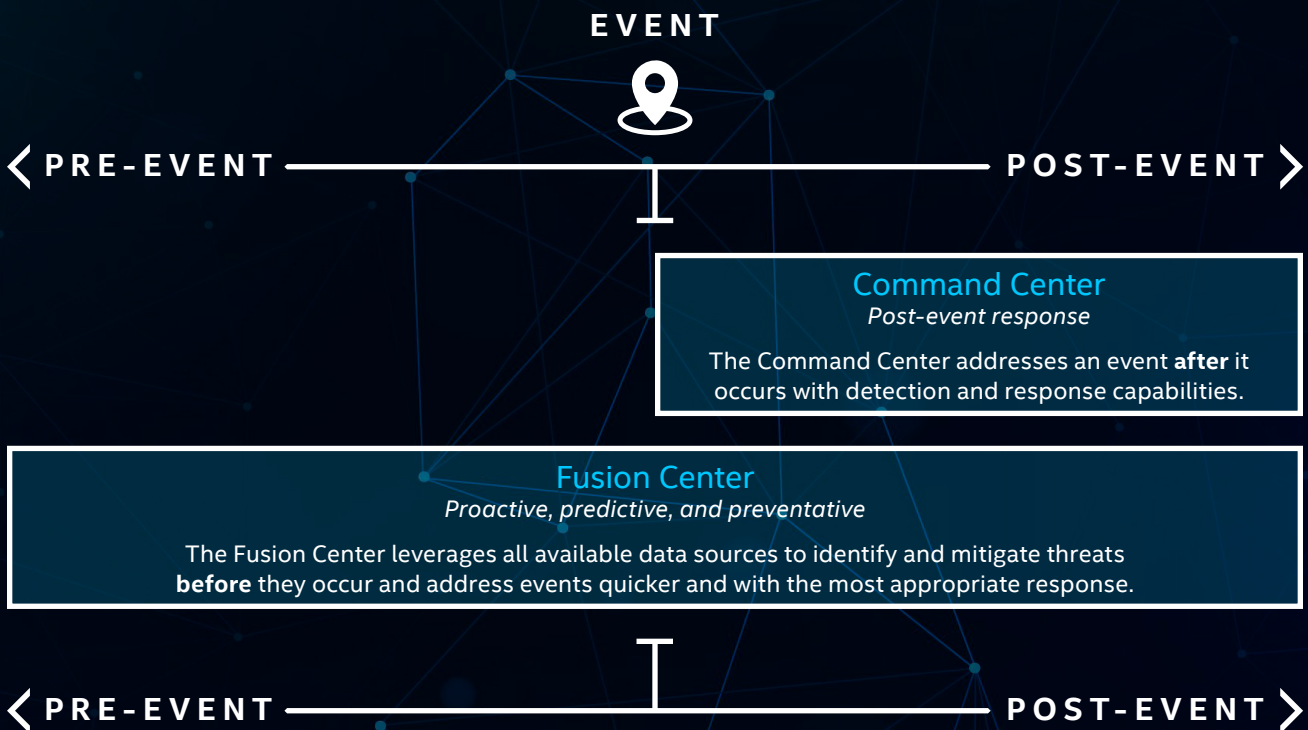 EVENT
PRE-EVENT POST-EVENT
Command Center
Post-event response
The Command Center addresses an event after it
occurs with detection and response capabilities.
Fusion Center
Proactive, predictive, and preventative
The Fusion Center leverages all available data sources to identify and mitigate threats
before they occur and address events quicker and with the most appropriate response.
PRE-EVENT POST-EVENT